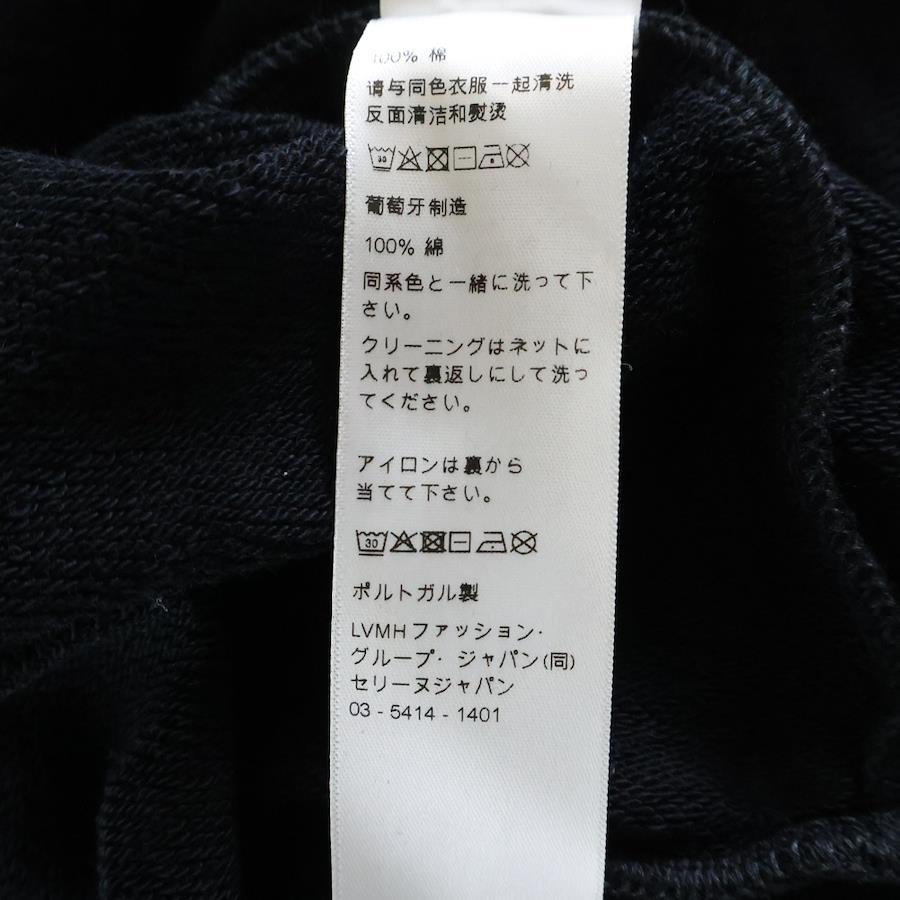 100% 棉
请与同色衣服一起清洗
反面清洁和熨烫
30
葡萄牙制造
100% 綿
同系色と一緒に洗って下
さい。
クリーニングはネットに
入れて裏返しにして洗っ
てください。
アイロンは裏から
当てて下さい。
30
ポルトガル製
LVMHファッション·
グループ· ジャパン(同)
セリーヌジャパン
03 - 5414 - 1401